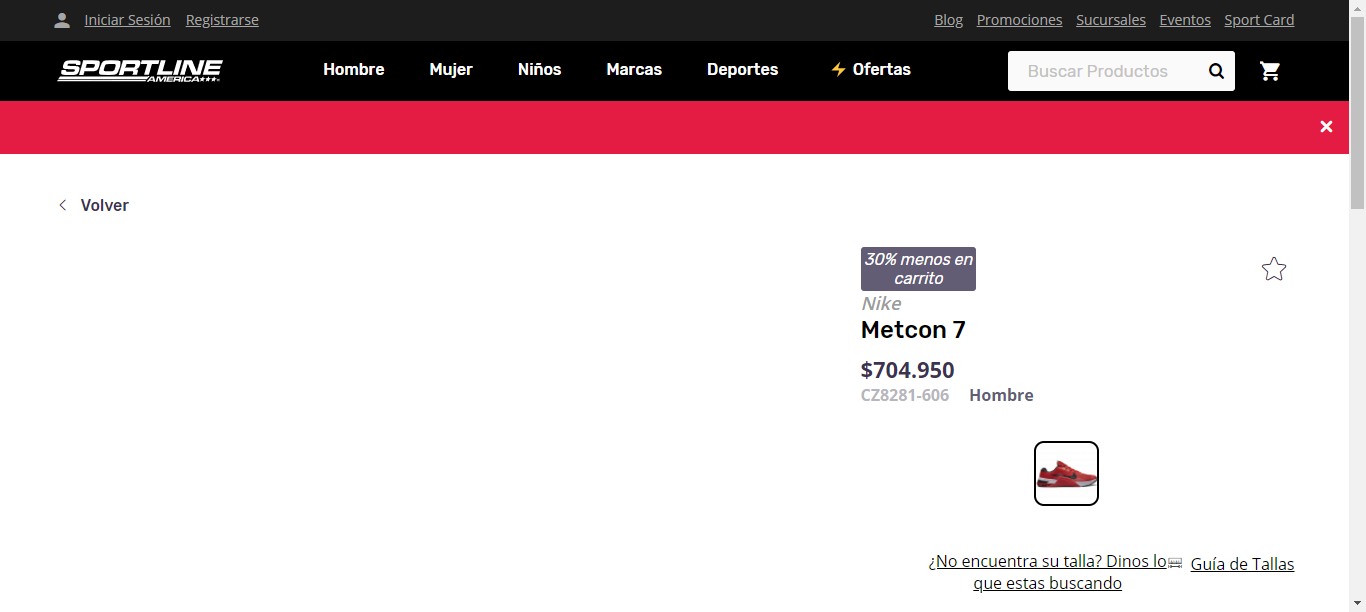 Iniciar Sesión Registrarse Blog Promociones Sucursales Eventos Sport Card
SPORTLINE
AMERICA
Hombre Mujer Niños Marcas Deportes ⚡ Ofertas Buscar Productos
Volver
30% menos en
carrito
Nike
Metcon 7
$704.950
CZ8281-606 Hombre
¿No encuentra su talla? Dinos lo
que estas buscando
Guía de Tallas